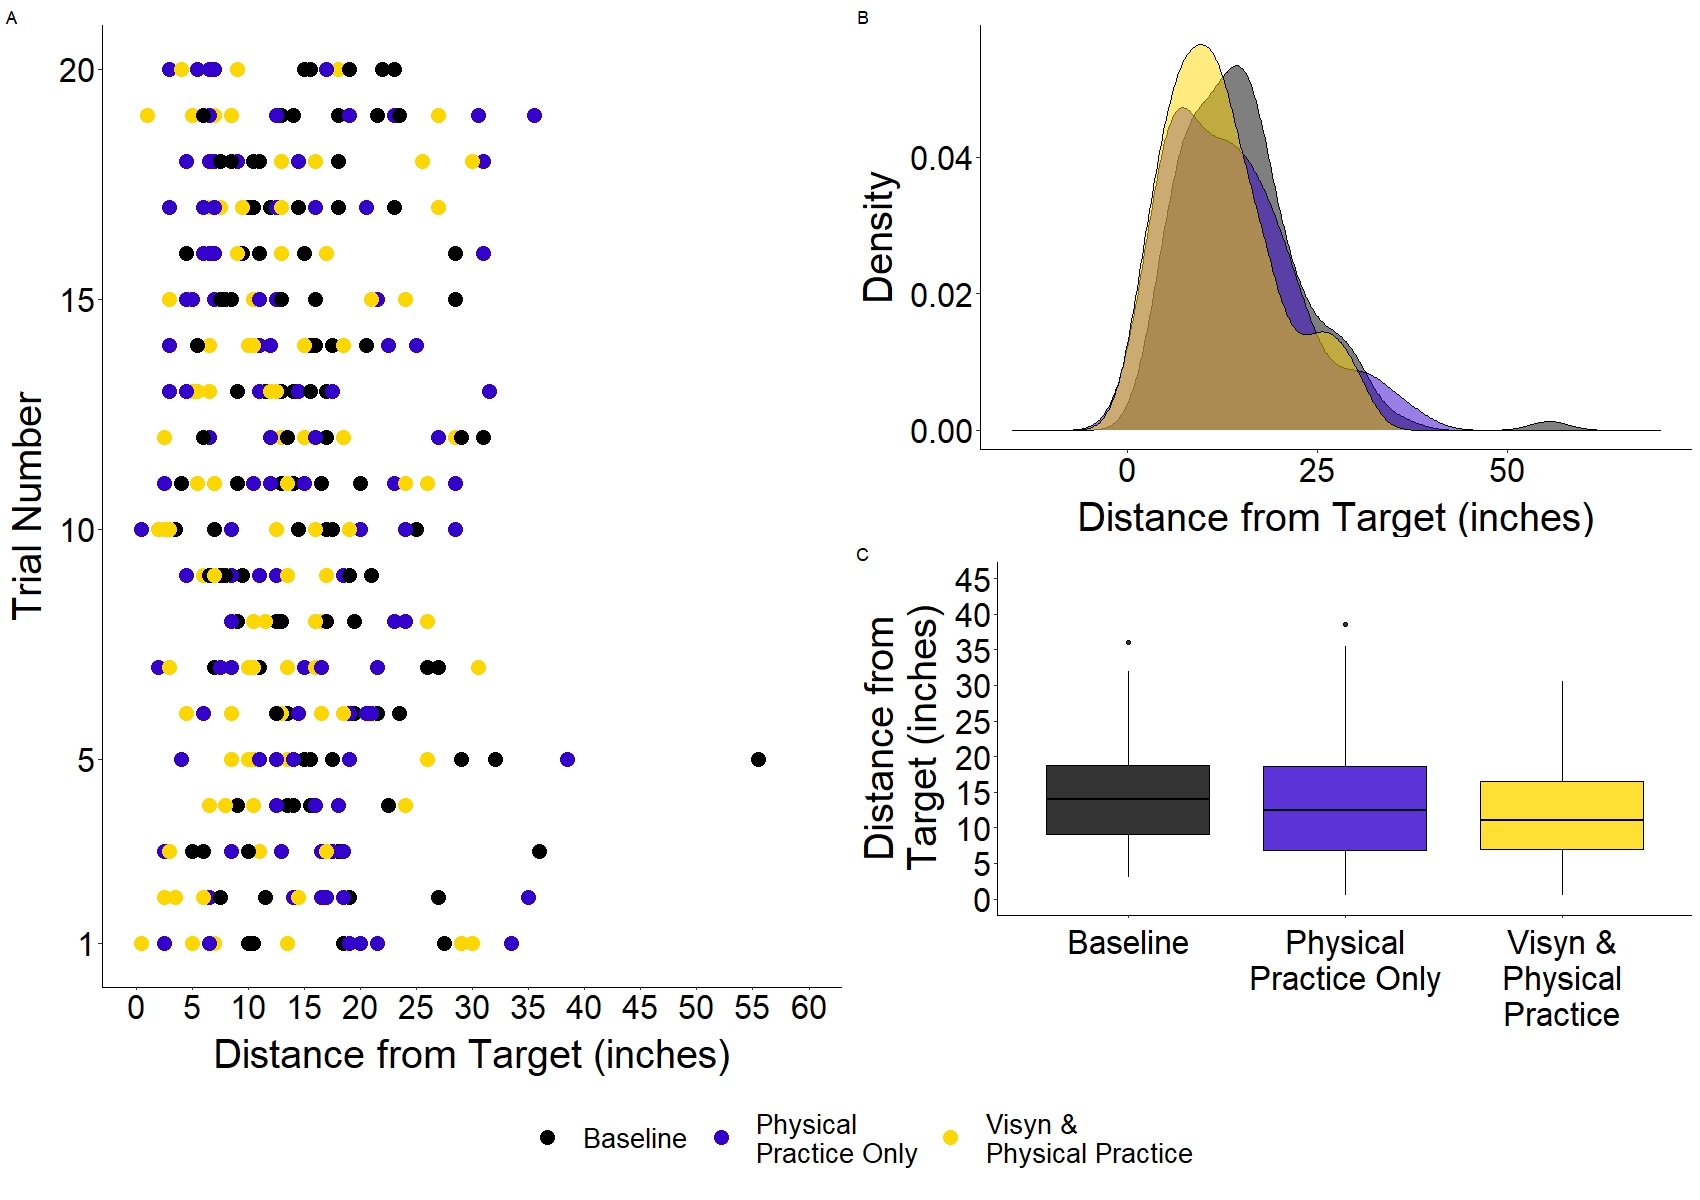 A
Trial Number
20
15
10
5
1
0 5 10 15 20 25 30 35 40 45 50 55 60
Distance from Target (inches)
B
Density
0.04
0.02
0.00
0 25 50
Distance from Target (inches)
C
Distance from
Target (inches)
45
40
35
30
25
20
15
10
5
0
Baseline
Physical
Practice Only
Visyn &
Physical
Practice
Baseline
Physical
Practice Only
Visyn &
Physical Practice